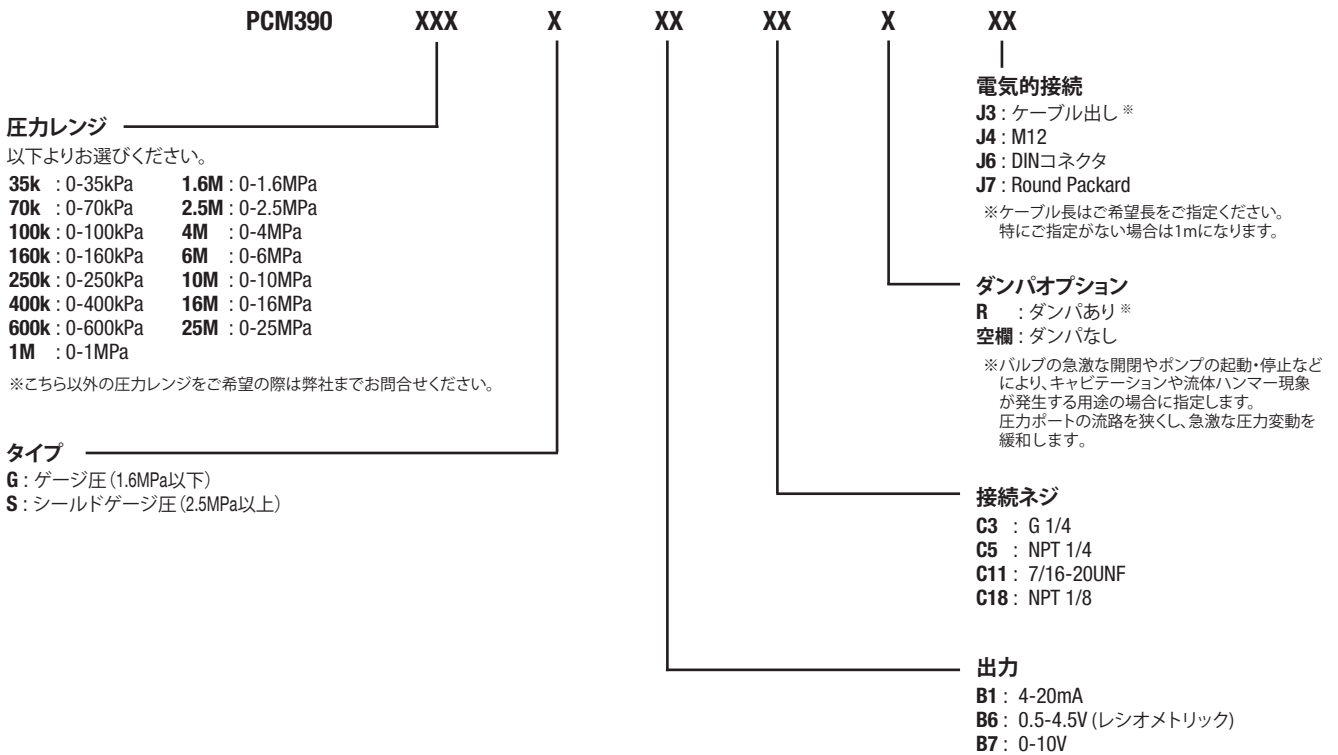 PCM390 XXX X XX XX X XX
圧力レンジ
以下よりお選びください。
35k : 0-35kPa
70k : 0-70kPa
100k : 0-100kPa
160k : 0-160kPa
250k : 0-250kPa
400k : 0-400kPa
600k : 0-600kPa
1M : 0-1MPa
1.6M : 0-1.6MPa
2.5M : 0-2.5MPa
4M : 0-4MPa
6M : 0-6MPa
10M : 0-10MPa
16M : 0-16MPa
25M : 0-25MPa
※こちら以外の圧力レンジをご希望の際は弊社までお問合せください。
タイプ
G : ゲージ圧（1.6MPa以下）
S : シールドゲージ圧（2.5MPa以上）
電気的接続
J3 : ケーブル出し※
J4 : M12
J6 : DINコネクタ
J7 : Round Packard
※ケーブル長はご希望長をご指定ください。
特にご指定がない場合は1mになります。
ダンパオプション
R : ダンパあり※
空欄 : ダンパなし
※バルブの急激な開閉やポンプの起動・停止など
により、キャビテーションや流体ハンマー現象
が発生する用途の場合に指定します。
圧力ポートの流路を狭くし、急激な圧力変動を
緩和します。
接続ネジ
C3 : G 1/4
C5 : NPT 1/4
C11 : 7/16-20UNF
C18 : NPT 1/8
出力
B1 : 4-20mA
B6 : 0.5-4.5V (レシオメトリック)
B7 : 0-10V